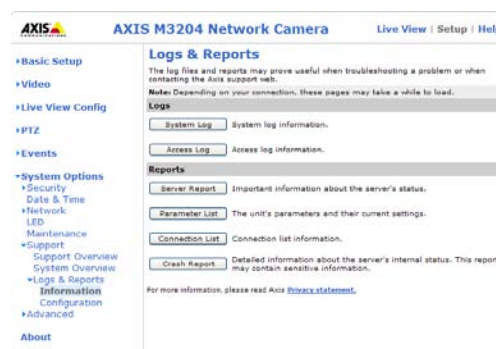 AXIS
COMMUNICATIONS
AXIS M3204 Network Camera
Live View | Setup | Help
Basic Setup
Video
Live View Config
PTZ
Events
System Options
Security
Date & Time
Network
LED
Maintenance
Support
Support Overview
System Overview
Logs & Reports
Information
Configuration
Advanced
About
Logs & Reports
The log files and reports may prove useful when troubleshooting a problem or when
contacting the Axis support web.
Note: Depending on your connection, these pages may take a while to load.
Logs
System Log System log information.
Access Log Access log information.
Reports
Server Report Important information about the server's status.
Parameter List The unit's parameters and their current settings.
Connection List Connection list information.
Crash Report Detailed information about the server's internal status. This report
may contain sensitive information.
For more information, please read Axis Privacy statement.